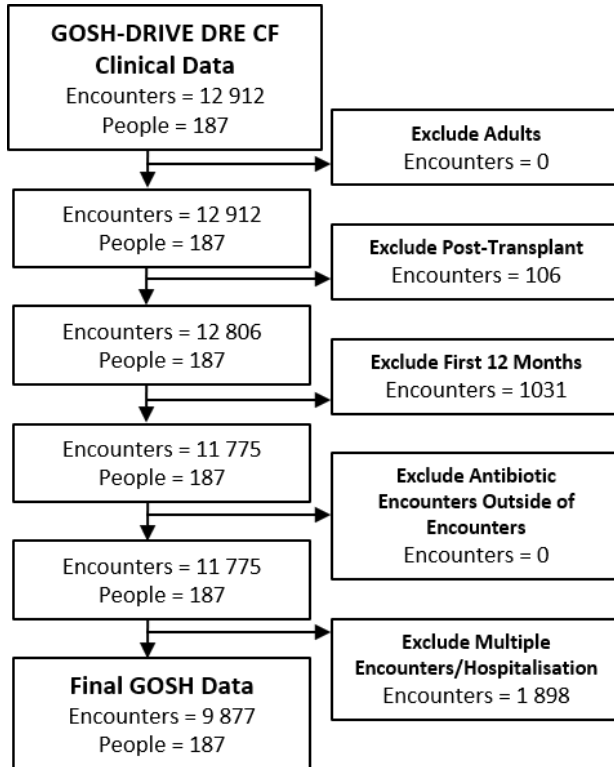 GOSH-DRIVE DRE CF
Clinical Data
Encounters = 12 912
People = 187
Exclude Adults
Encounters = 0
Encounters = 12 912
People = 187
Exclude Post-Transplant
Encounters = 106
Encounters = 12 806
People = 187
Exclude First 12 Months
Encounters = 1031
Encounters = 11 775
People = 187
Exclude Antibiotic
Encounters Outside of
Encounters
Encounters = 0
Encounters = 11 775
People = 187
Exclude Multiple
Encounters/Hospitalisation
Encounters = 1 898
Final GOSH Data
Encounters = 9 877
People = 187